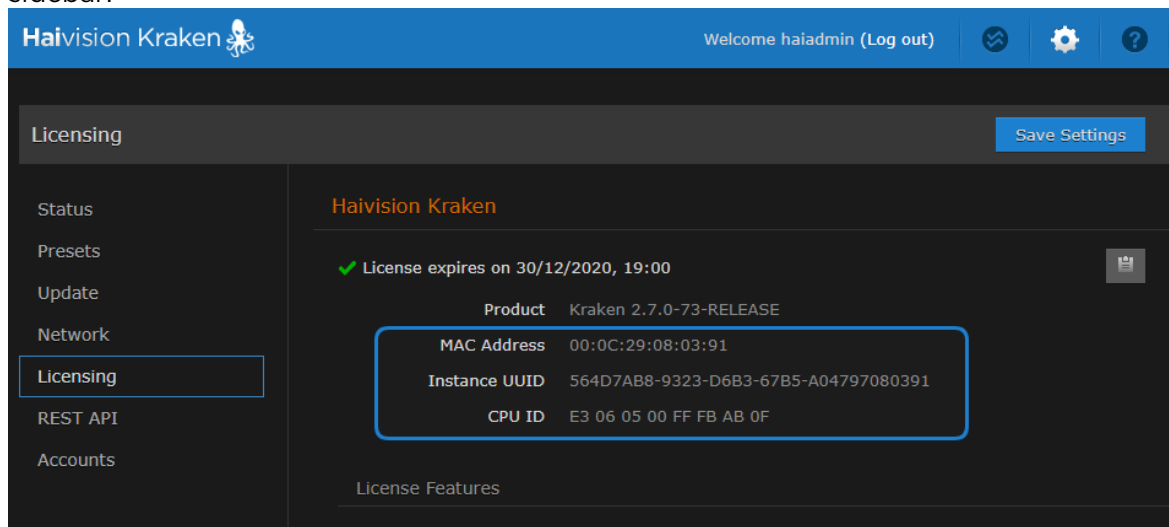 sidebar.
Haivision Kraken
Welcome haiadmin (Log out)
?
Licensing
Save Settings
Status
Presets
Update
Network
Licensing
REST API
Accounts
Haivision Kraken
License expires on 30/12/2020, 19:00
Product Kraken 2.7.0-73-RELEASE
MAC Address 00:0C:29:08:03:91
Instance UUID 564D7AB8-9323-D6B3-67B5-A04797080391
CPU ID E3 06 05 00 FF FB AB 0F
License Features